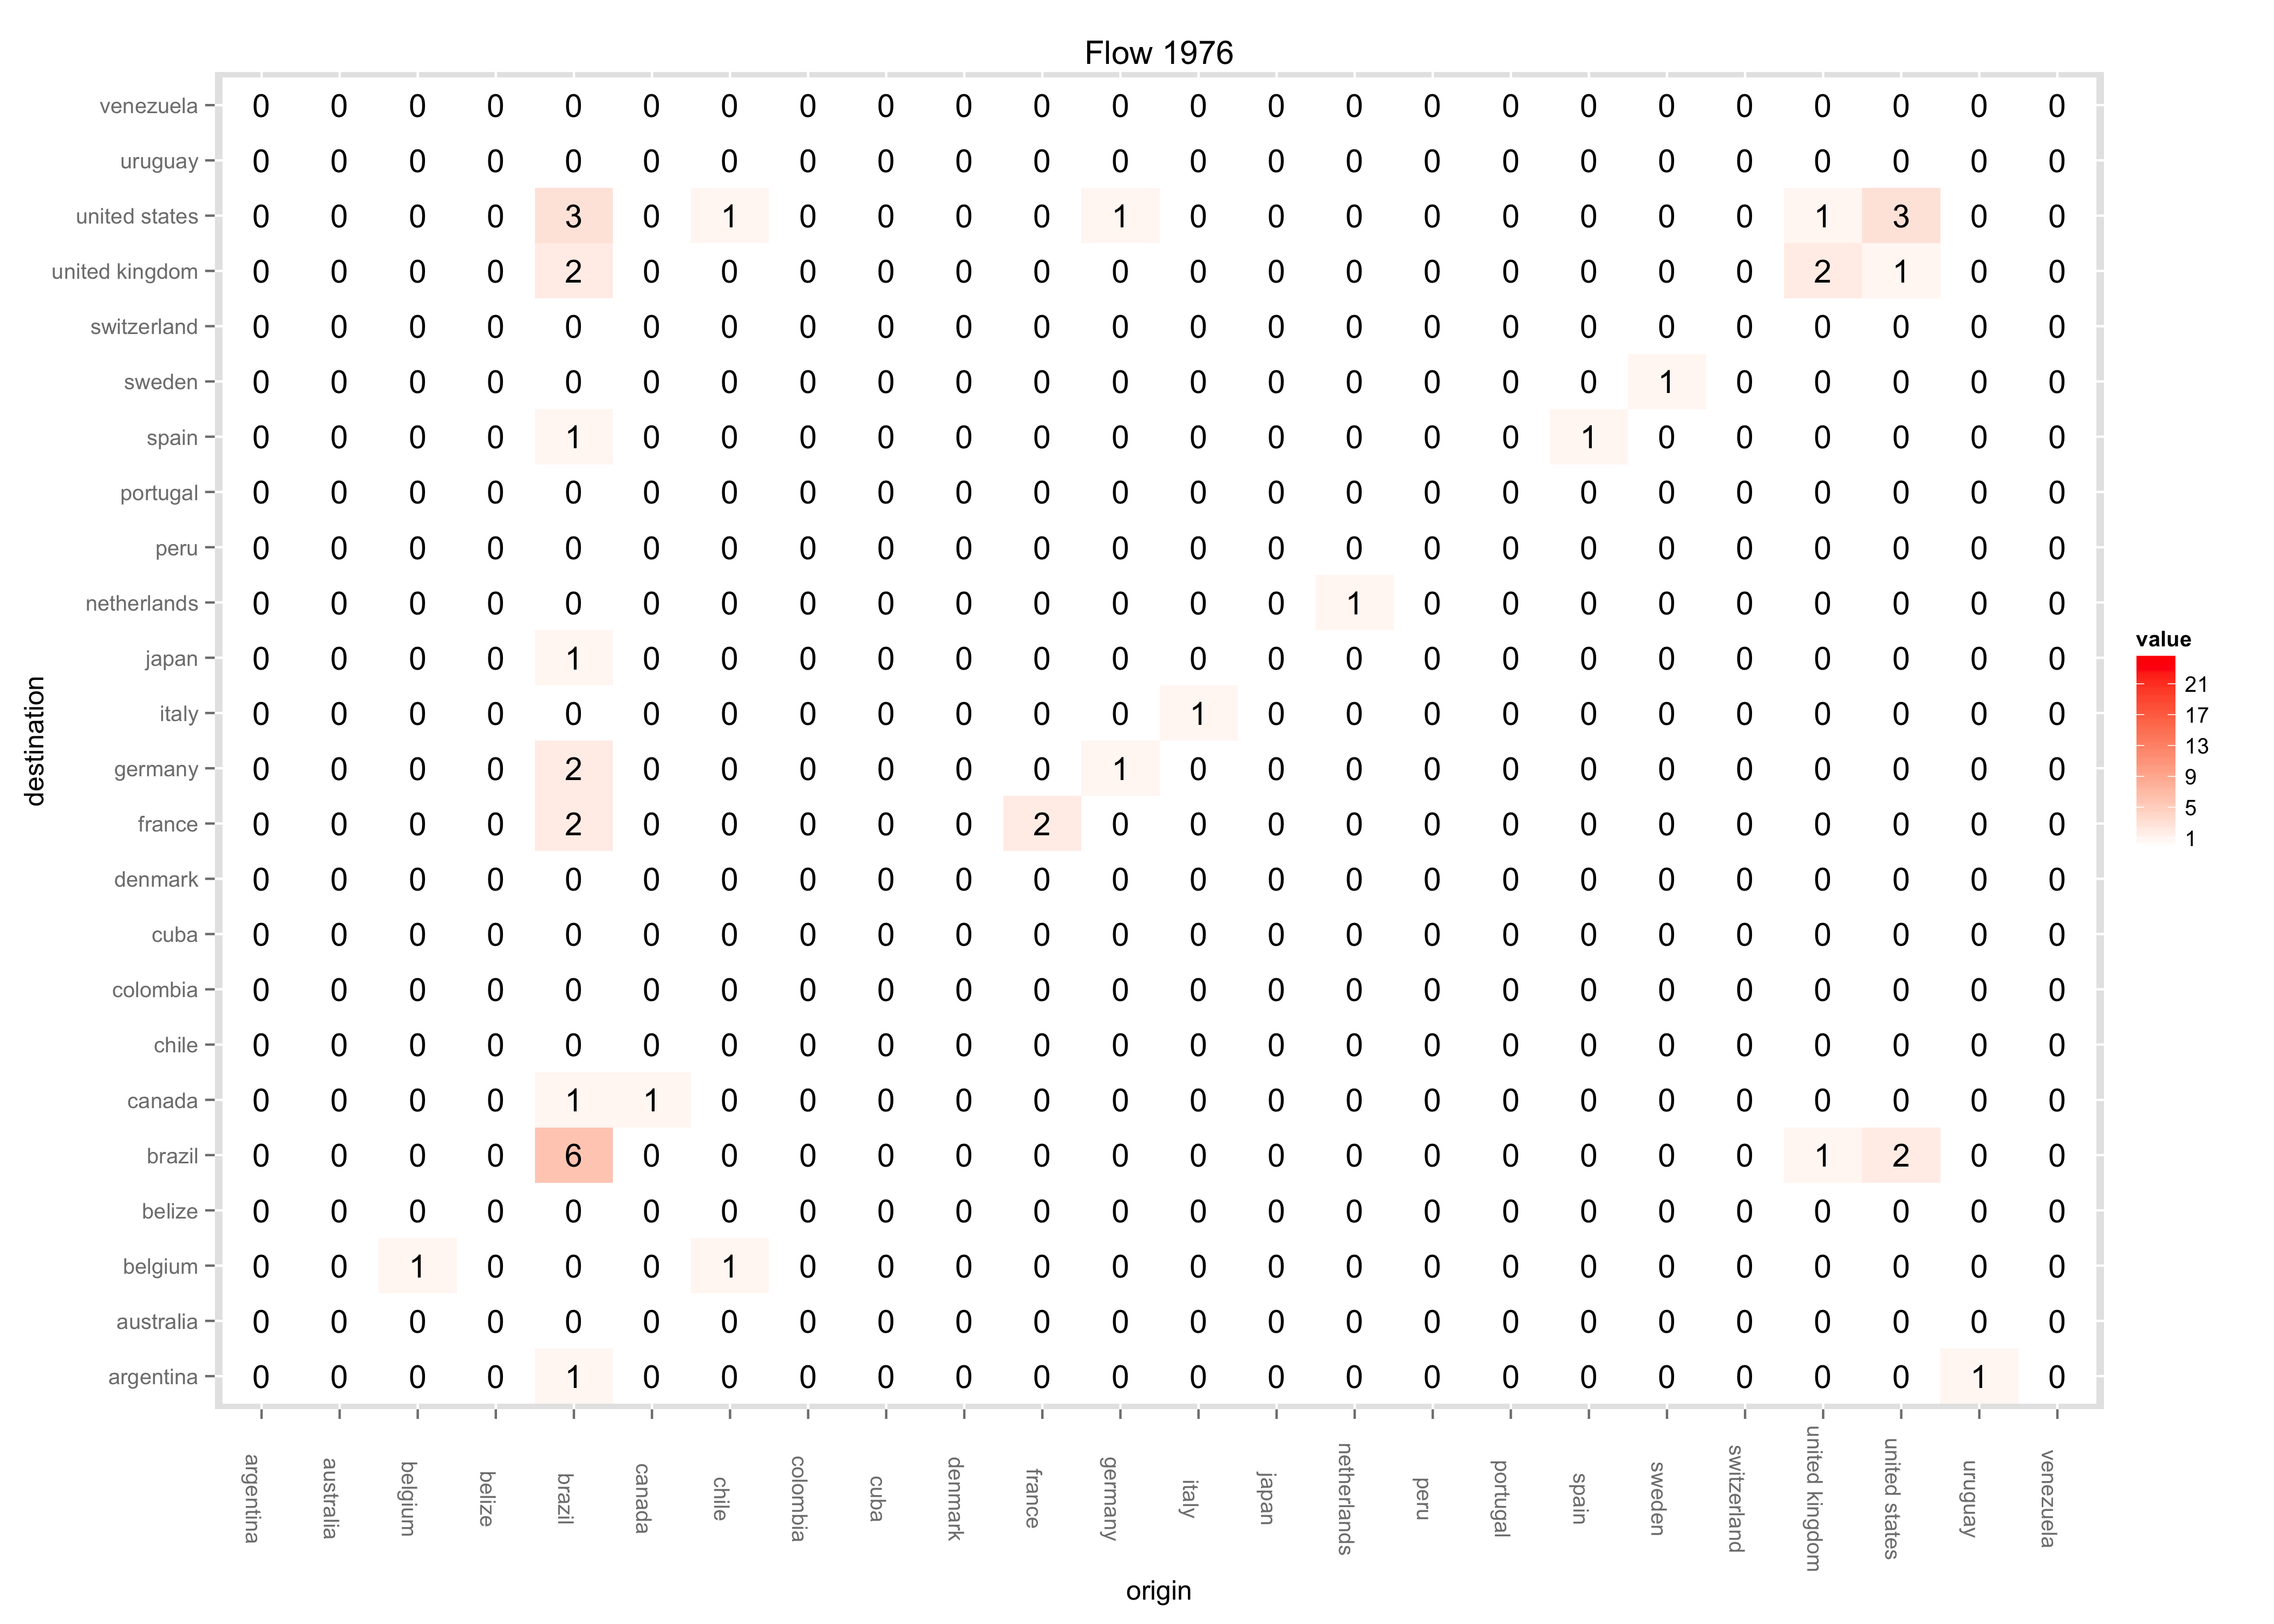 Flow 1976
venezuela 0 0 0 0 0 0 0 0 0 0 0 0 0 0 0 0 0 0 0 0 0 0 0 0
uruguay 0 0 0 0 0 0 0 0 0 0 0 0 0 0 0 0 0 0 0 0 0 0 0 0
united states 0 0 0 0 3 0 1 0 0 0 0 1 0 0 0 0 0 0 0 0 1 3 0 0
united kingdom 0 0 0 0 2 0 0 0 0 0 0 0 0 0 0 0 0 0 0 0 2 1 0 0
switzerland 0 0 0 0 0 0 0 0 0 0 0 0 0 0 0 0 0 0 0 0 0 0 0 0
sweden 0 0 0 0 0 0 0 0 0 0 0 0 0 0 0 0 0 0 1 0 0 0 0 0
spain 0 0 0 0 1 0 0 0 0 0 0 0 0 0 0 0 0 1 0 0 0 0 0 0
portugal 0 0 0 0 0 0 0 0 0 0 0 0 0 0 0 0 0 0 0 0 0 0 0 0
peru 0 0 0 0 0 0 0 0 0 0 0 0 0 0 0 0 0 0 0 0 0 0 0 0
netherlands 0 0 0 0 0 0 0 0 0 0 0 0 0 0 1 0 0 0 0 0 0 0 0 0
japan 0 0 0 0 1 0 0 0 0 0 0 0 0 0 0 0 0 0 0 0 0 0 0 0
italy 0 0 0 0 0 0 0 0 0 0 0 0 1 0 0 0 0 0 0 0 0 0 0 0
germany 0 0 0 0 2 0 0 0 0 0 0 1 0 0 0 0 0 0 0 0 0 0 0 0
france 0 0 0 0 2 0 0 0 0 0 2 0 0 0 0 0 0 0 0 0 0 0 0 0
denmark 0 0 0 0 0 0 0 0 0 0 0 0 0 0 0 0 0 0 0 0 0 0 0 0
cuba 0 0 0 0 0 0 0 0 0 0 0 0 0 0 0 0 0 0 0 0 0 0 0 0
colombia 0 0 0 0 0 0 0 0 0 0 0 0 0 0 0 0 0 0 0 0 0 0 0 0
chile 0 0 0 0 0 0 0 0 0 0 0 0 0 0 0 0 0 0 0 0 0 0 0 0
canada 0 0 0 0 1 1 0 0 0 0 0 0 0 0 0 0 0 0 0 0 0 0 0 0
brazil 0 0 0 0 6 0 0 0 0 0 0 0 0 0 0 0 0 0 0 0 1 2 0 0
belize 0 0 0 0 0 0 0 0 0 0 0 0 0 0 0 0 0 0 0 0 0 0 0 0
belgium 0 0 1 0 0 0 1 0 0 0 0 0 0 0 0 0 0 0 0 0 0 0 0 0
australia 0 0 0 0 0 0 0 0 0 0 0 0 0 0 0 0 0 0 0 0 0 0 0 0
argentina 0 0 0 0 1 0 0 0 0 0 0 0 0 0 0 0 0 0 0 0 0 0 1 0
argentina australia belgium belize brazil canada chile colombia cuba denmark france germany italy japan netherlands peru portugal spain sweden switzerland united kingdom united states uruguay venezuela
origin
destination
value
21
17
13
9
5
1